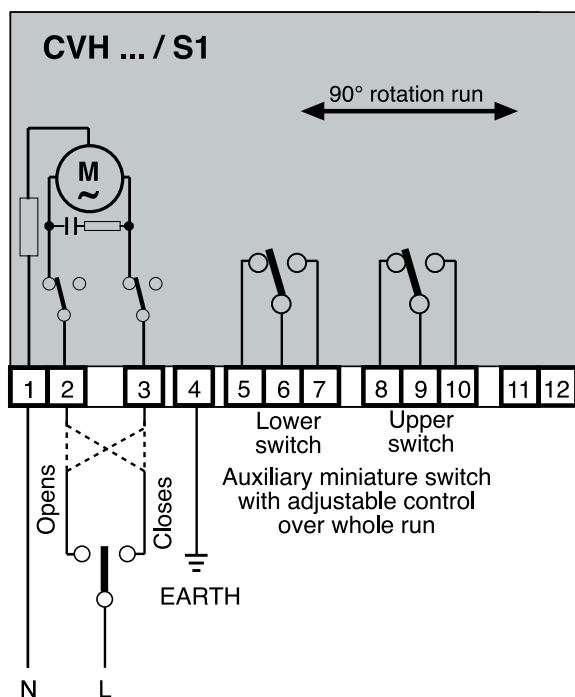 CVH ... / S1
90° rotation run
M
~
1 2 3 4 5 6 7 8 9 10 11 12
Lower
switch
Upper
switch
Auxiliary miniature switch
with adjustable control
over whole run
Opens
Closes
EARTH
N L